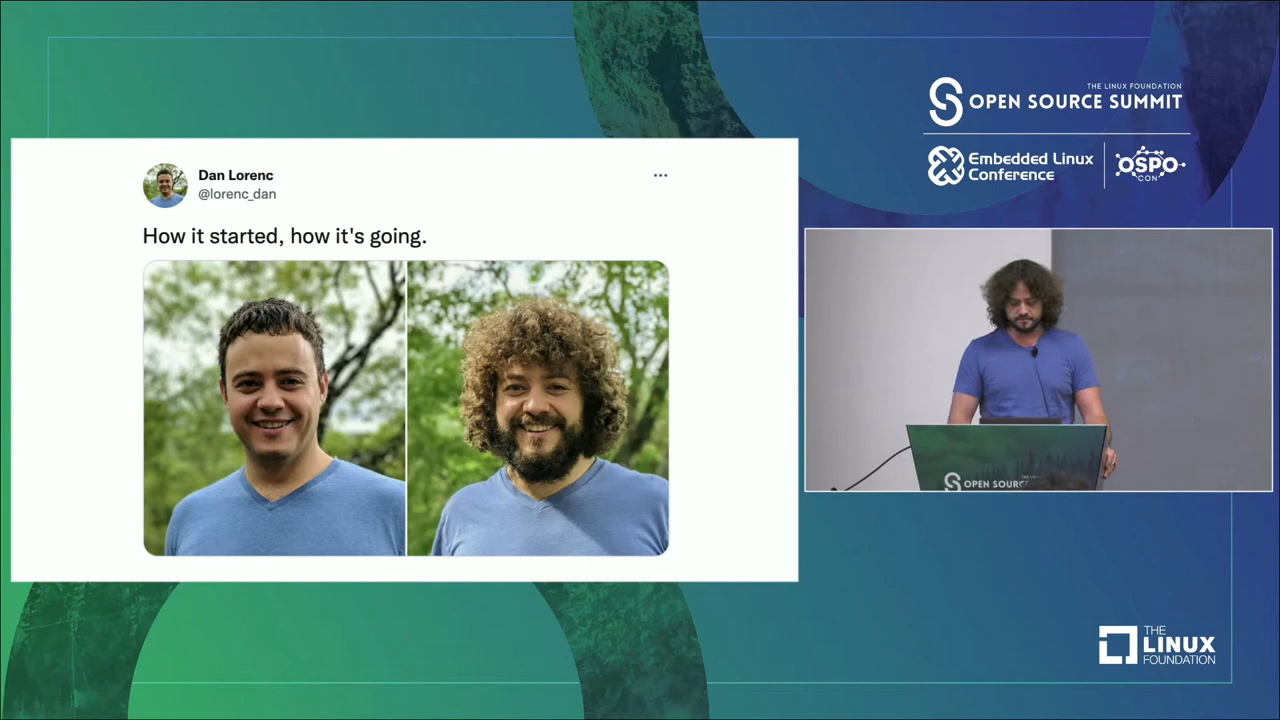 THE LINUX FOUNDATION
OPEN SOURCE SUMMIT
Embedded Linux
Conference
OSPO
CON
Dan Lorenc
@lorenc_dan
How it started, how it's going.
OPEN SOURC
THE
LINUX
FOUNDATION